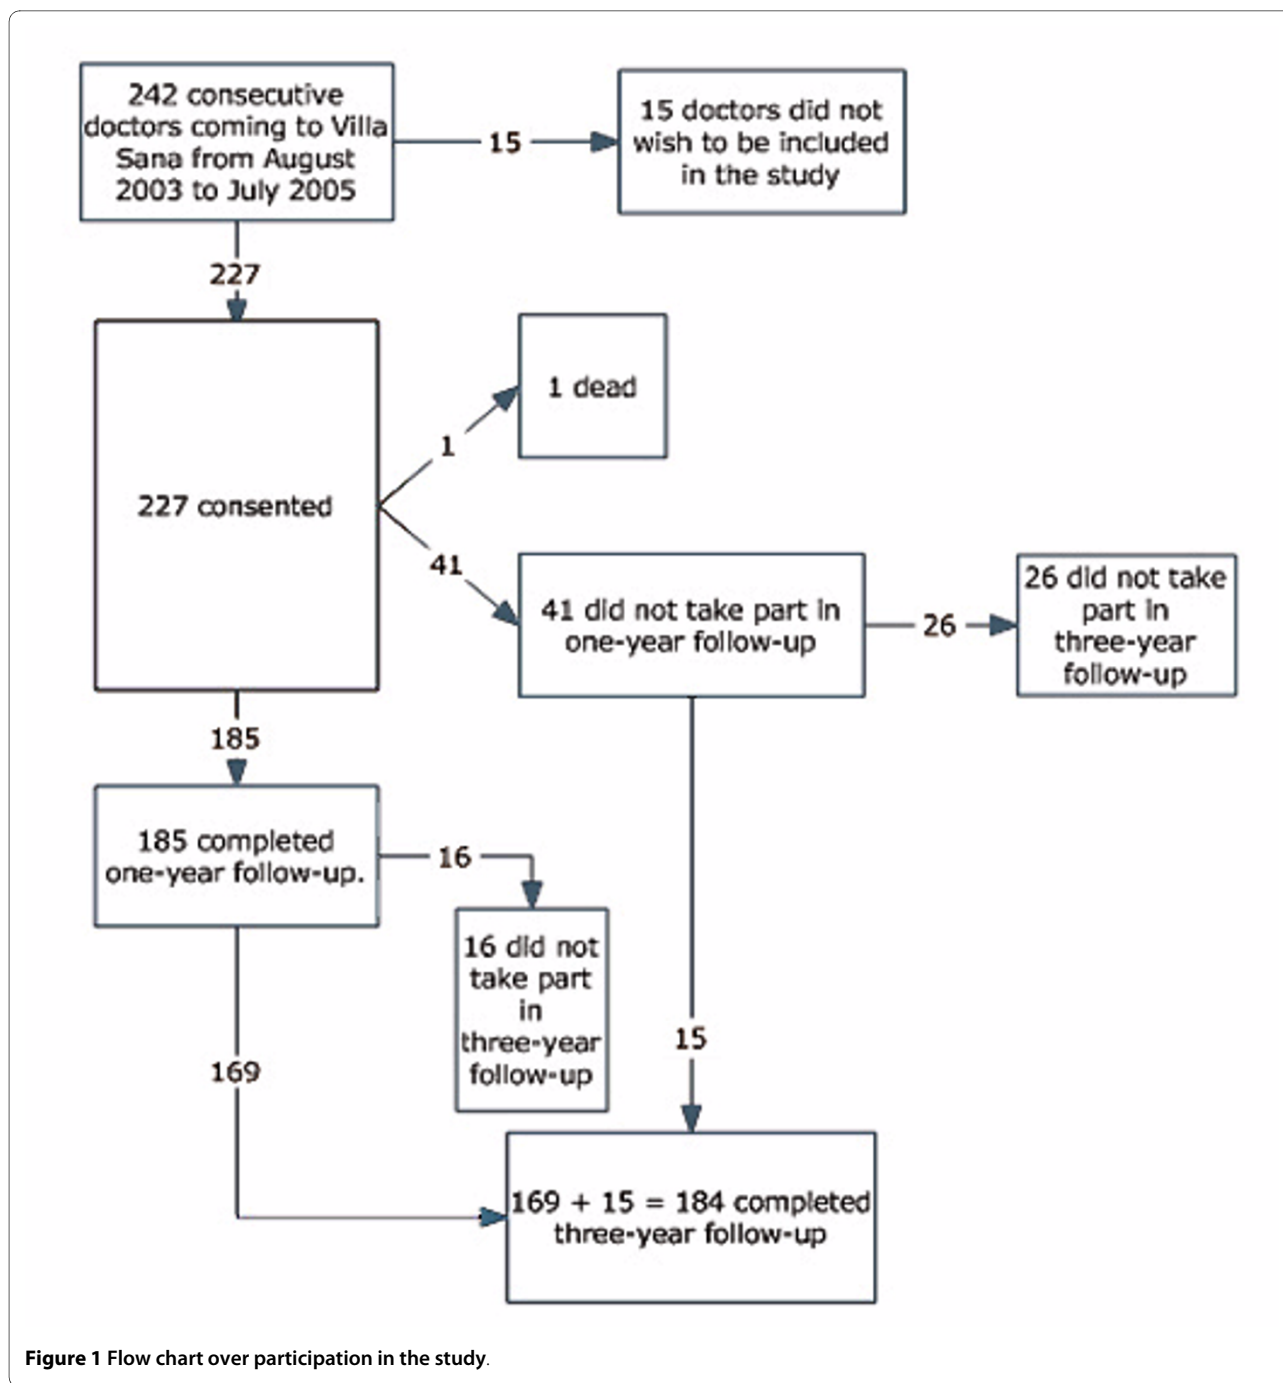 242 consecutive
doctors coming to Villa
Sana from August
2003 to July 2005
15
15 doctors did not
wish to be included
in the study
227
227 consented
1
1 dead
41
41 did not take part in
one-year follow-up
26
26 did not take
part in
three-year
follow-up
185
185 completed
one-year follow-up.
16
16 did not
take part
in
three-year
follow-up
169
15
169 + 15 = 184 completed
three-year follow-up
Figure 1 Flow chart over participation in the study.